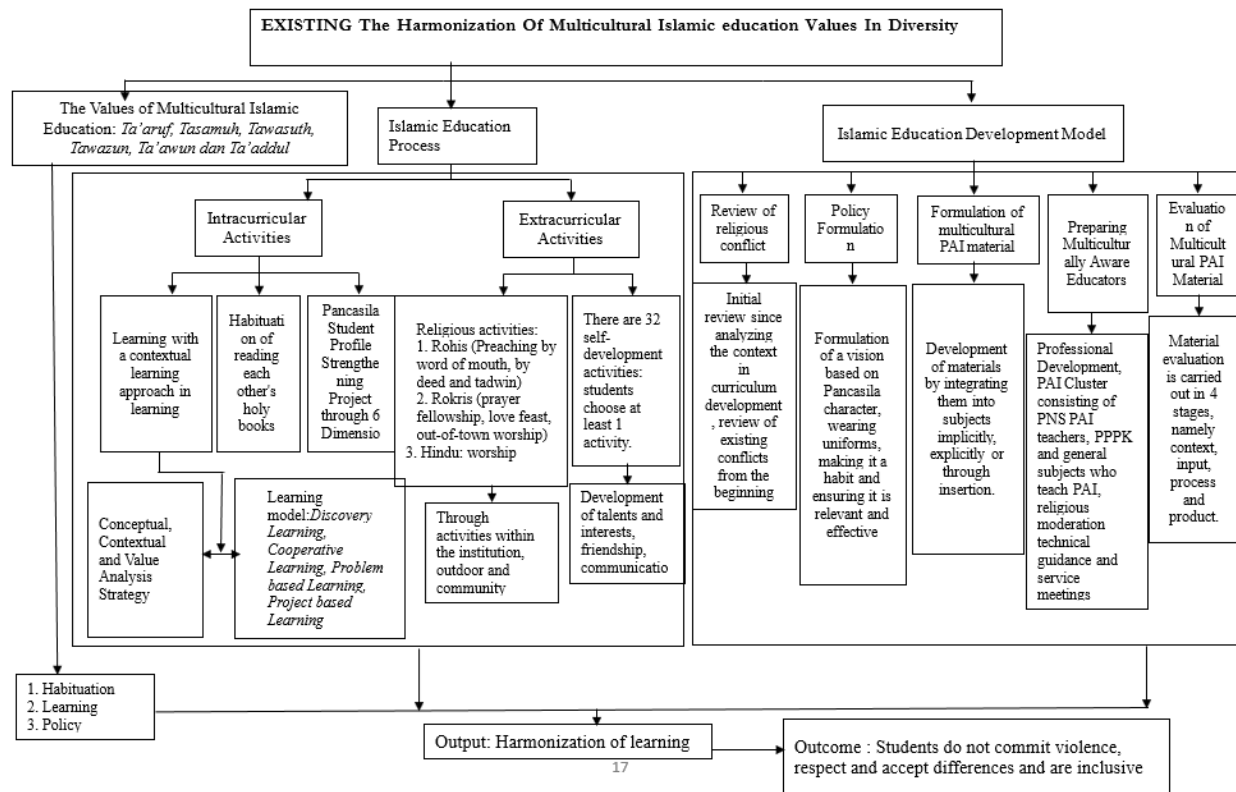 EXISTING The Harmonization Of Multicultural Islamic education Values In Diversity
The Values of Multicultural Islamic
Education: Ta'aruf, Tasamuh, Tawasuth,
Tawazun, Ta'awun dan Ta'addul
Islamic Education
Process
Islamic Education Development Model
Intracurricular
Activities
Extracurricular
Activities
Review of
religious
conflict
Policy
Formulatio
n
Formulation of
multicultural
PAI material
Preparing
Multicultur
ally Aware
Educators
Evaluatio
n of
Multicult
ural PAI
Material
Learning with
a contextual
learning
approach in
learning
Habituati
on of
reading
each
other's
holy
books
Pancasila
Student
Profile
Strengthe
ning
Project
through 6
Dimensio
Religious activities:
1. Rohis (Preaching by
word of mouth, by
deed and tadwin)
2. Rokris (prayer
fellowship, love feast,
out-of-town worship)
3. Hindu: worship
There are 32
self-
development
activities:
students
choose at
least 1
activity.
Initial
review since
analyzing
the context
in
curriculum
development
, review of
existing
conflicts
from the
beginning
Formulation
of a vision
based on
Pancasila
character,
wearing
uniforms,
making it a
habit and
ensuring it is
relevant and
effective
Development of
materials by
integrating
them into
subjects
implicitly,
explicitly or
through
insertion.
Professional
Development,
PAI Cluster
consisting of
PNS PAI
teachers, PPPK
and general
subjects who
teach PAI,
religious
moderation
technical
guidance and
service
meetings
Material
evaluation
is carried
out in 4
stages,
namely
context,
input,
process
and
product.
Conceptual,
Contextual
and Value
Analysis
Strategy
Learning
model:Discovery
Learning,
Cooperative
Learning, Problem
based Learning,
Project based
Learning
Through
activities within
the institution,
outdoor and
community
Development
of talents and
interests,
friendship,
communicatio
1. Habituation
2. Learning
3. Policy
Output: Harmonization of learning
Outcome : Students do not commit violence,
respect and accept differences and are inclusive
17